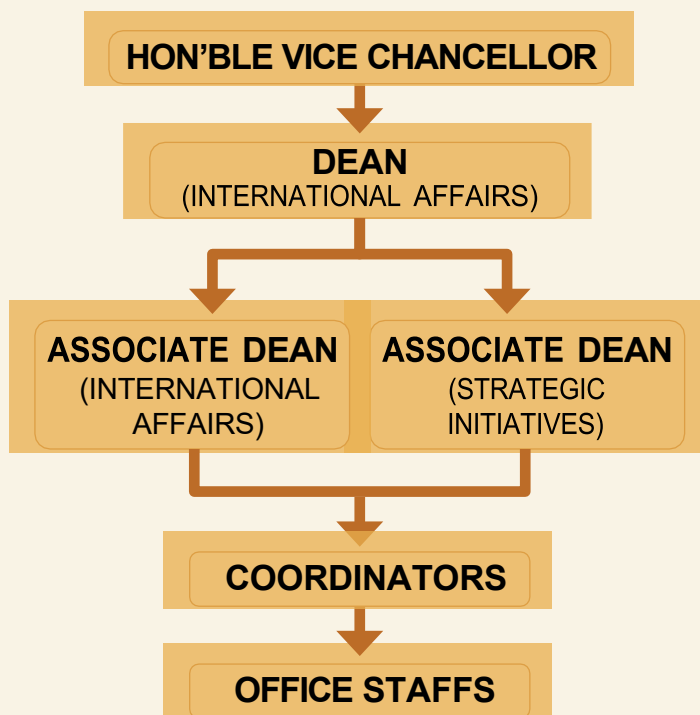 HON'BLE VICE CHANCELLOR
DEAN
(INTERNATIONAL AFFAIRS)
ASSOCIATE DEAN
(INTERNATIONAL
AFFAIRS)
ASSOCIATE DEAN
(STRATEGIC
INITIATIVES)
COORDINATORS
OFFICE STAFFS